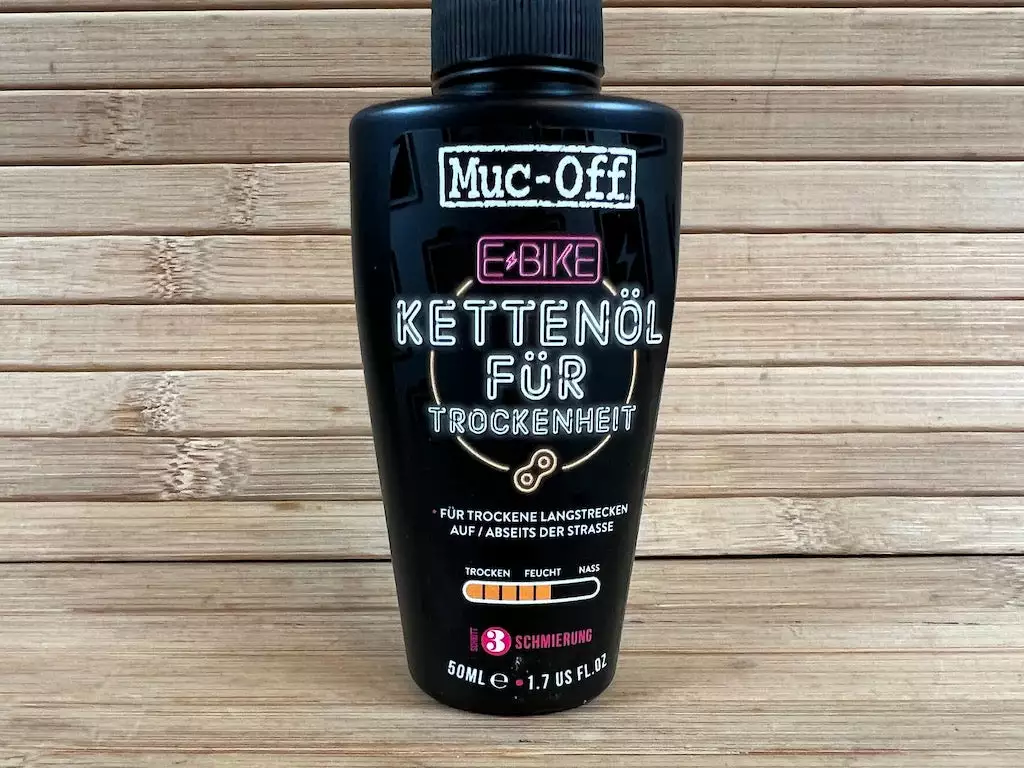 Muc-Off
E-BIKE
KETTENÖL
FÜR
TROCKENHEIT
• FÜR TROCKENE LANGSTRECKEN
AUF / ABSEITS DER STRASSE
TROCKEN FEUCHT NASS
SCHRITT 3 SCHMIERUNG
50ML ℮ • 1.7 US FL.OZ